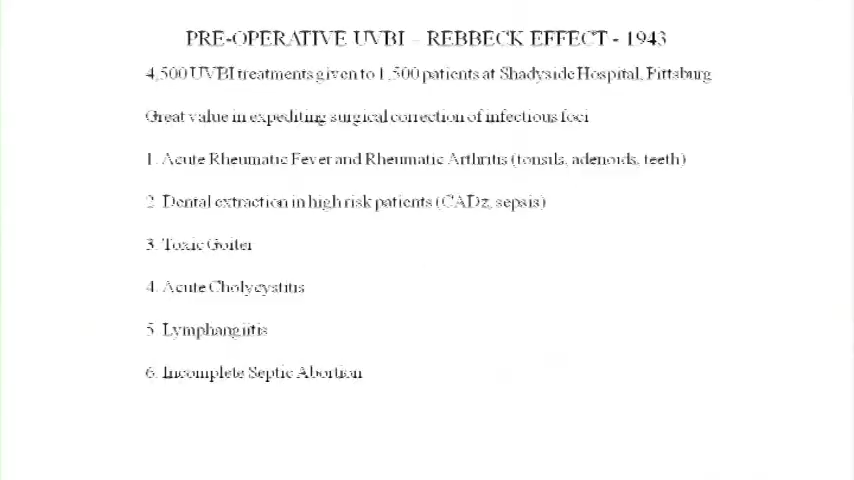 PRE-OPERATIVE UVBI – REBBECK EFFECT - 1943
4,500 UVBI treatments given to 1,500 patients at Shadyside Hospital, Pittsburg
Great value in expediting surgical correction of infectious foci
1. Acute Rheumatic Fever and Rheumatic Arthritis (tonsils, adenoids, teeth)
2. Dental extraction in high risk patients (CADz, sepsis)
3. Toxic Goiter
4. Acute Cholycystitis
5. Lymphangiitis
6. Incomplete Septic Abortion